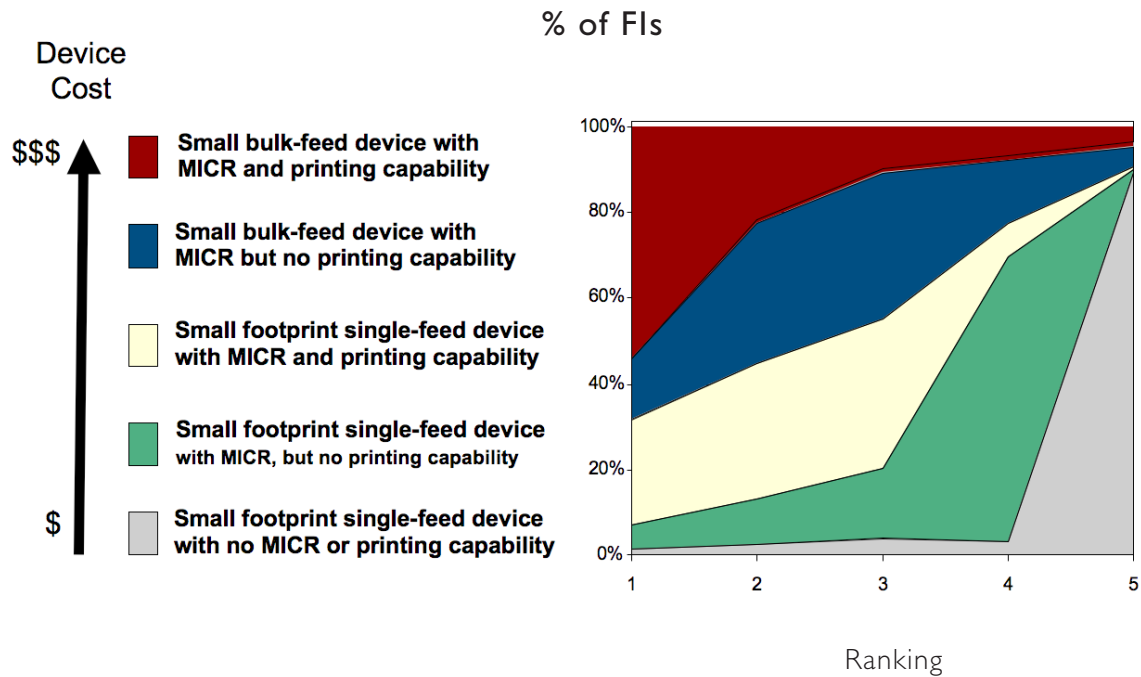 % of FIs
Device
Cost
$$$
Small bulk-feed device with
MICR and printing capability
Small bulk-feed device with
MICR but no printing capability
Small footprint single-feed device
with MICR and printing capability
Small footprint single-feed device
with MICR, but no printing capability
$
Small footprint single-feed device
with no MICR or printing capability
100%
80%
60%
40%
20%
0%
1 2 3 4 5
Ranking